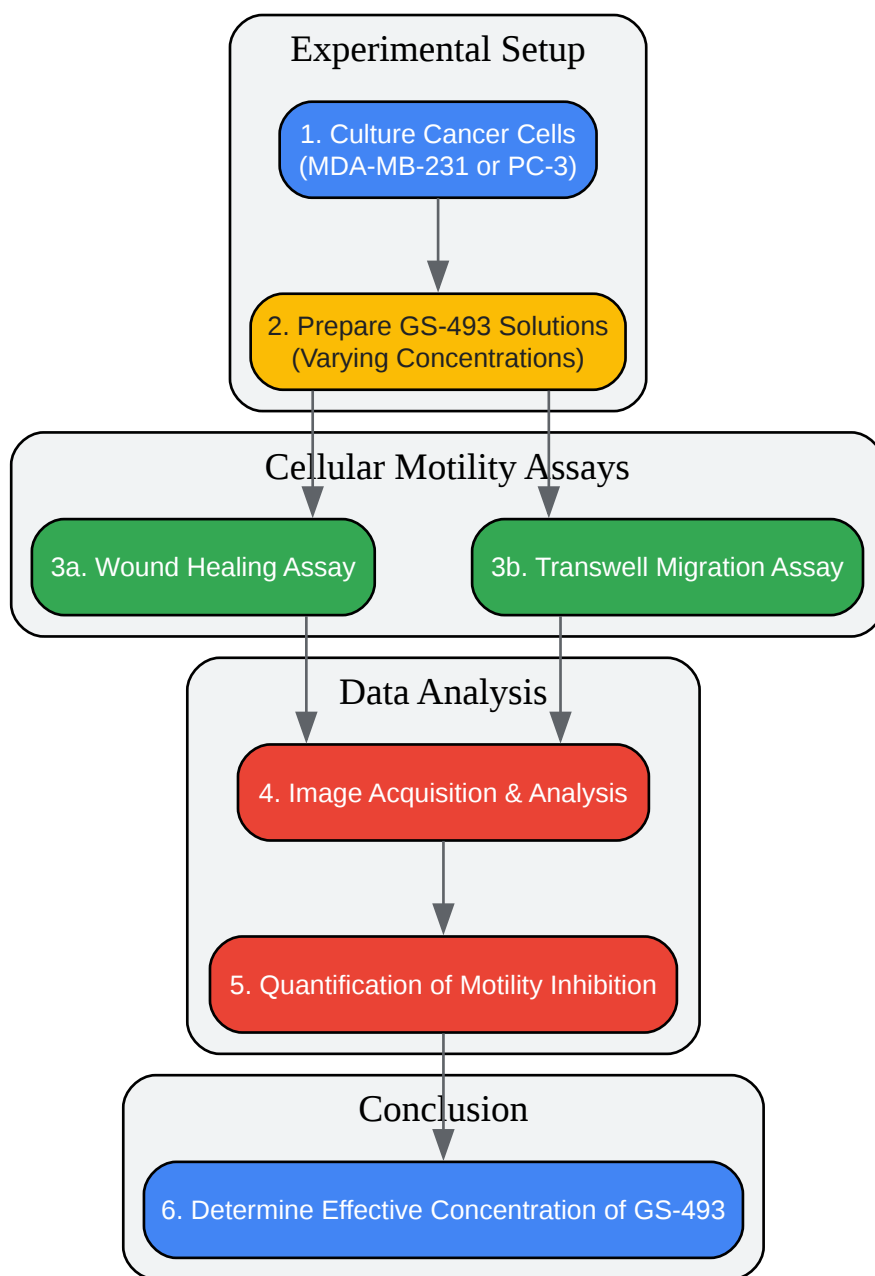 Experimental Setup
1. Culture Cancer Cells
(MDA-MB-231 or PC-3)
2. Prepare GS-493 Solutions
(Varying Concentrations)
Cellular Motility Assays
3a. Wound Healing Assay
3b. Transwell Migration Assay
Data Analysis
4. Image Acquisition & Analysis
5. Quantification of Motility Inhibition
Conclusion
6. Determine Effective Concentration of GS-493